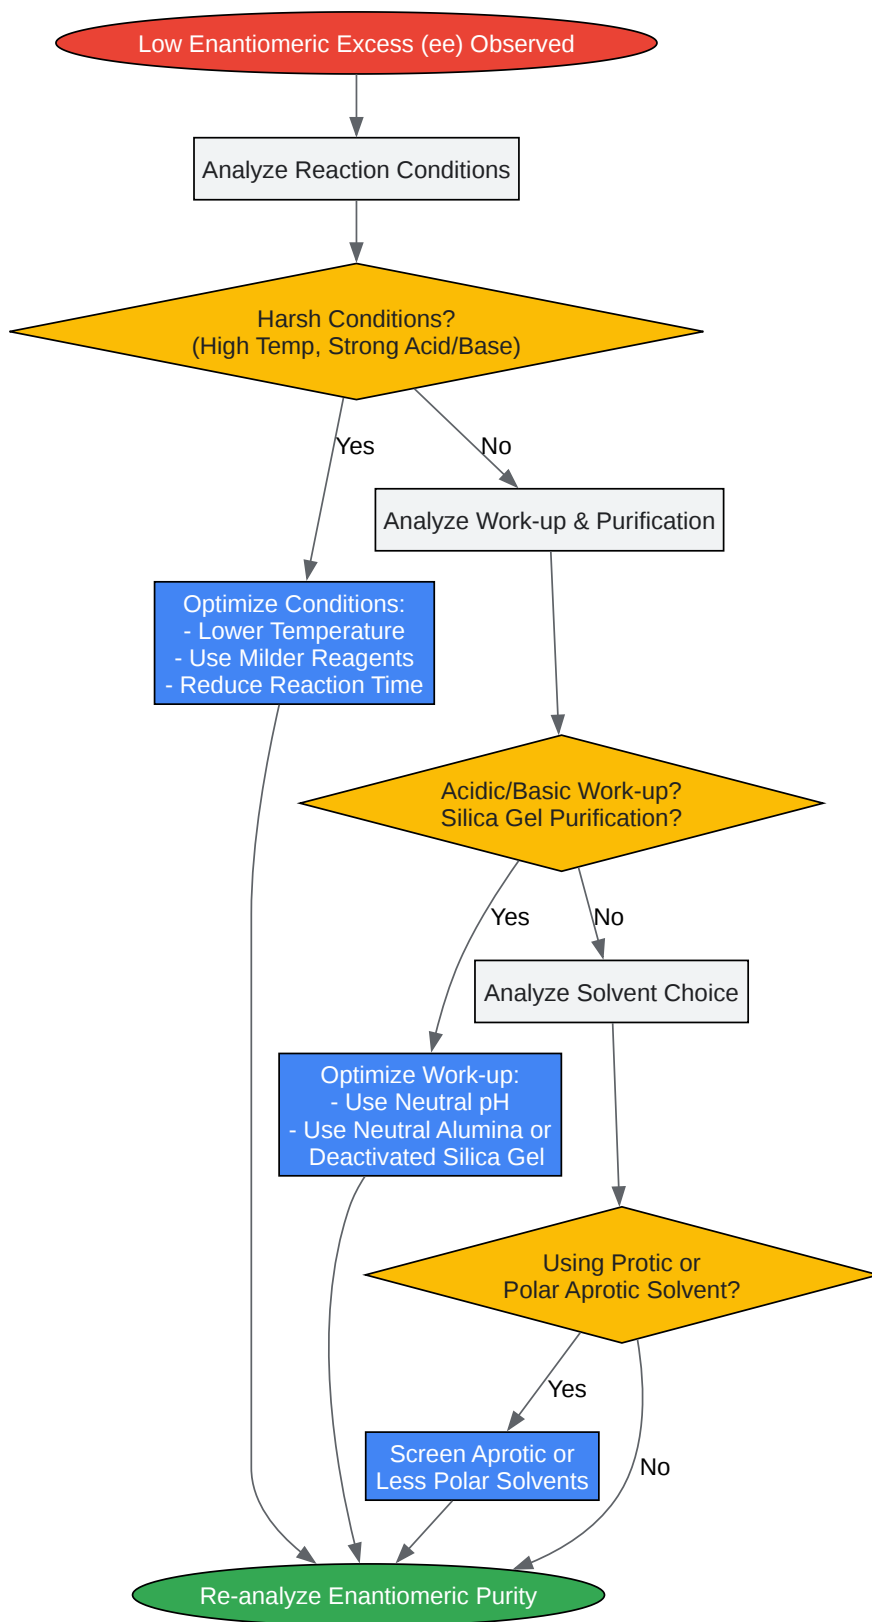 Low Enantiomeric Excess (ee) Observed
Analyze Reaction Conditions
Harsh Conditions?
(High Temp, Strong Acid/Base)
Yes
No
Analyze Work-up & Purification
Optimize Conditions:
- Lower Temperature
- Use Milder Reagents
- Reduce Reaction Time
Acidic/Basic Work-up?
Silica Gel Purification?
Yes
No
Analyze Solvent Choice
Optimize Work-up:
- Use Neutral pH
- Use Neutral Alumina or
Deactivated Silica Gel
Using Protic or
Polar Aprotic Solvent?
Yes
Screen Aprotic or
Less Polar Solvents
No
Re-analyze Enantiomeric Purity